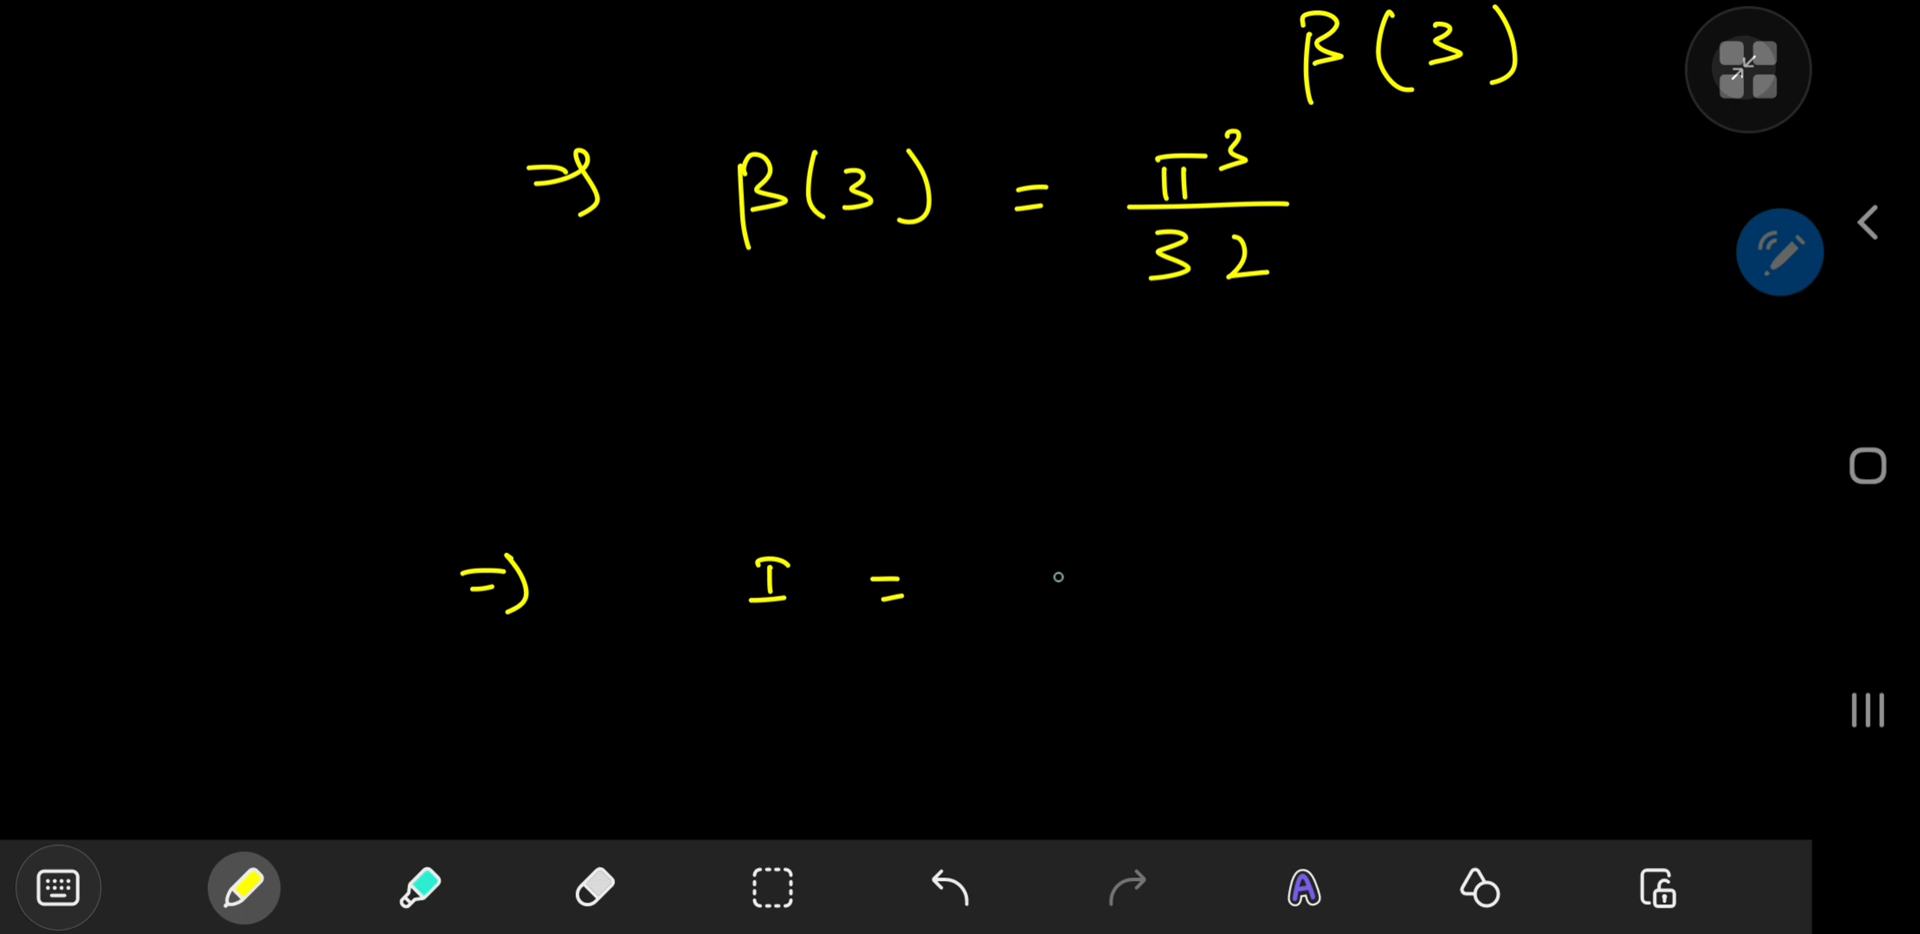 β(3)
⇒ β(3) = π³/32
⇒ I =
A